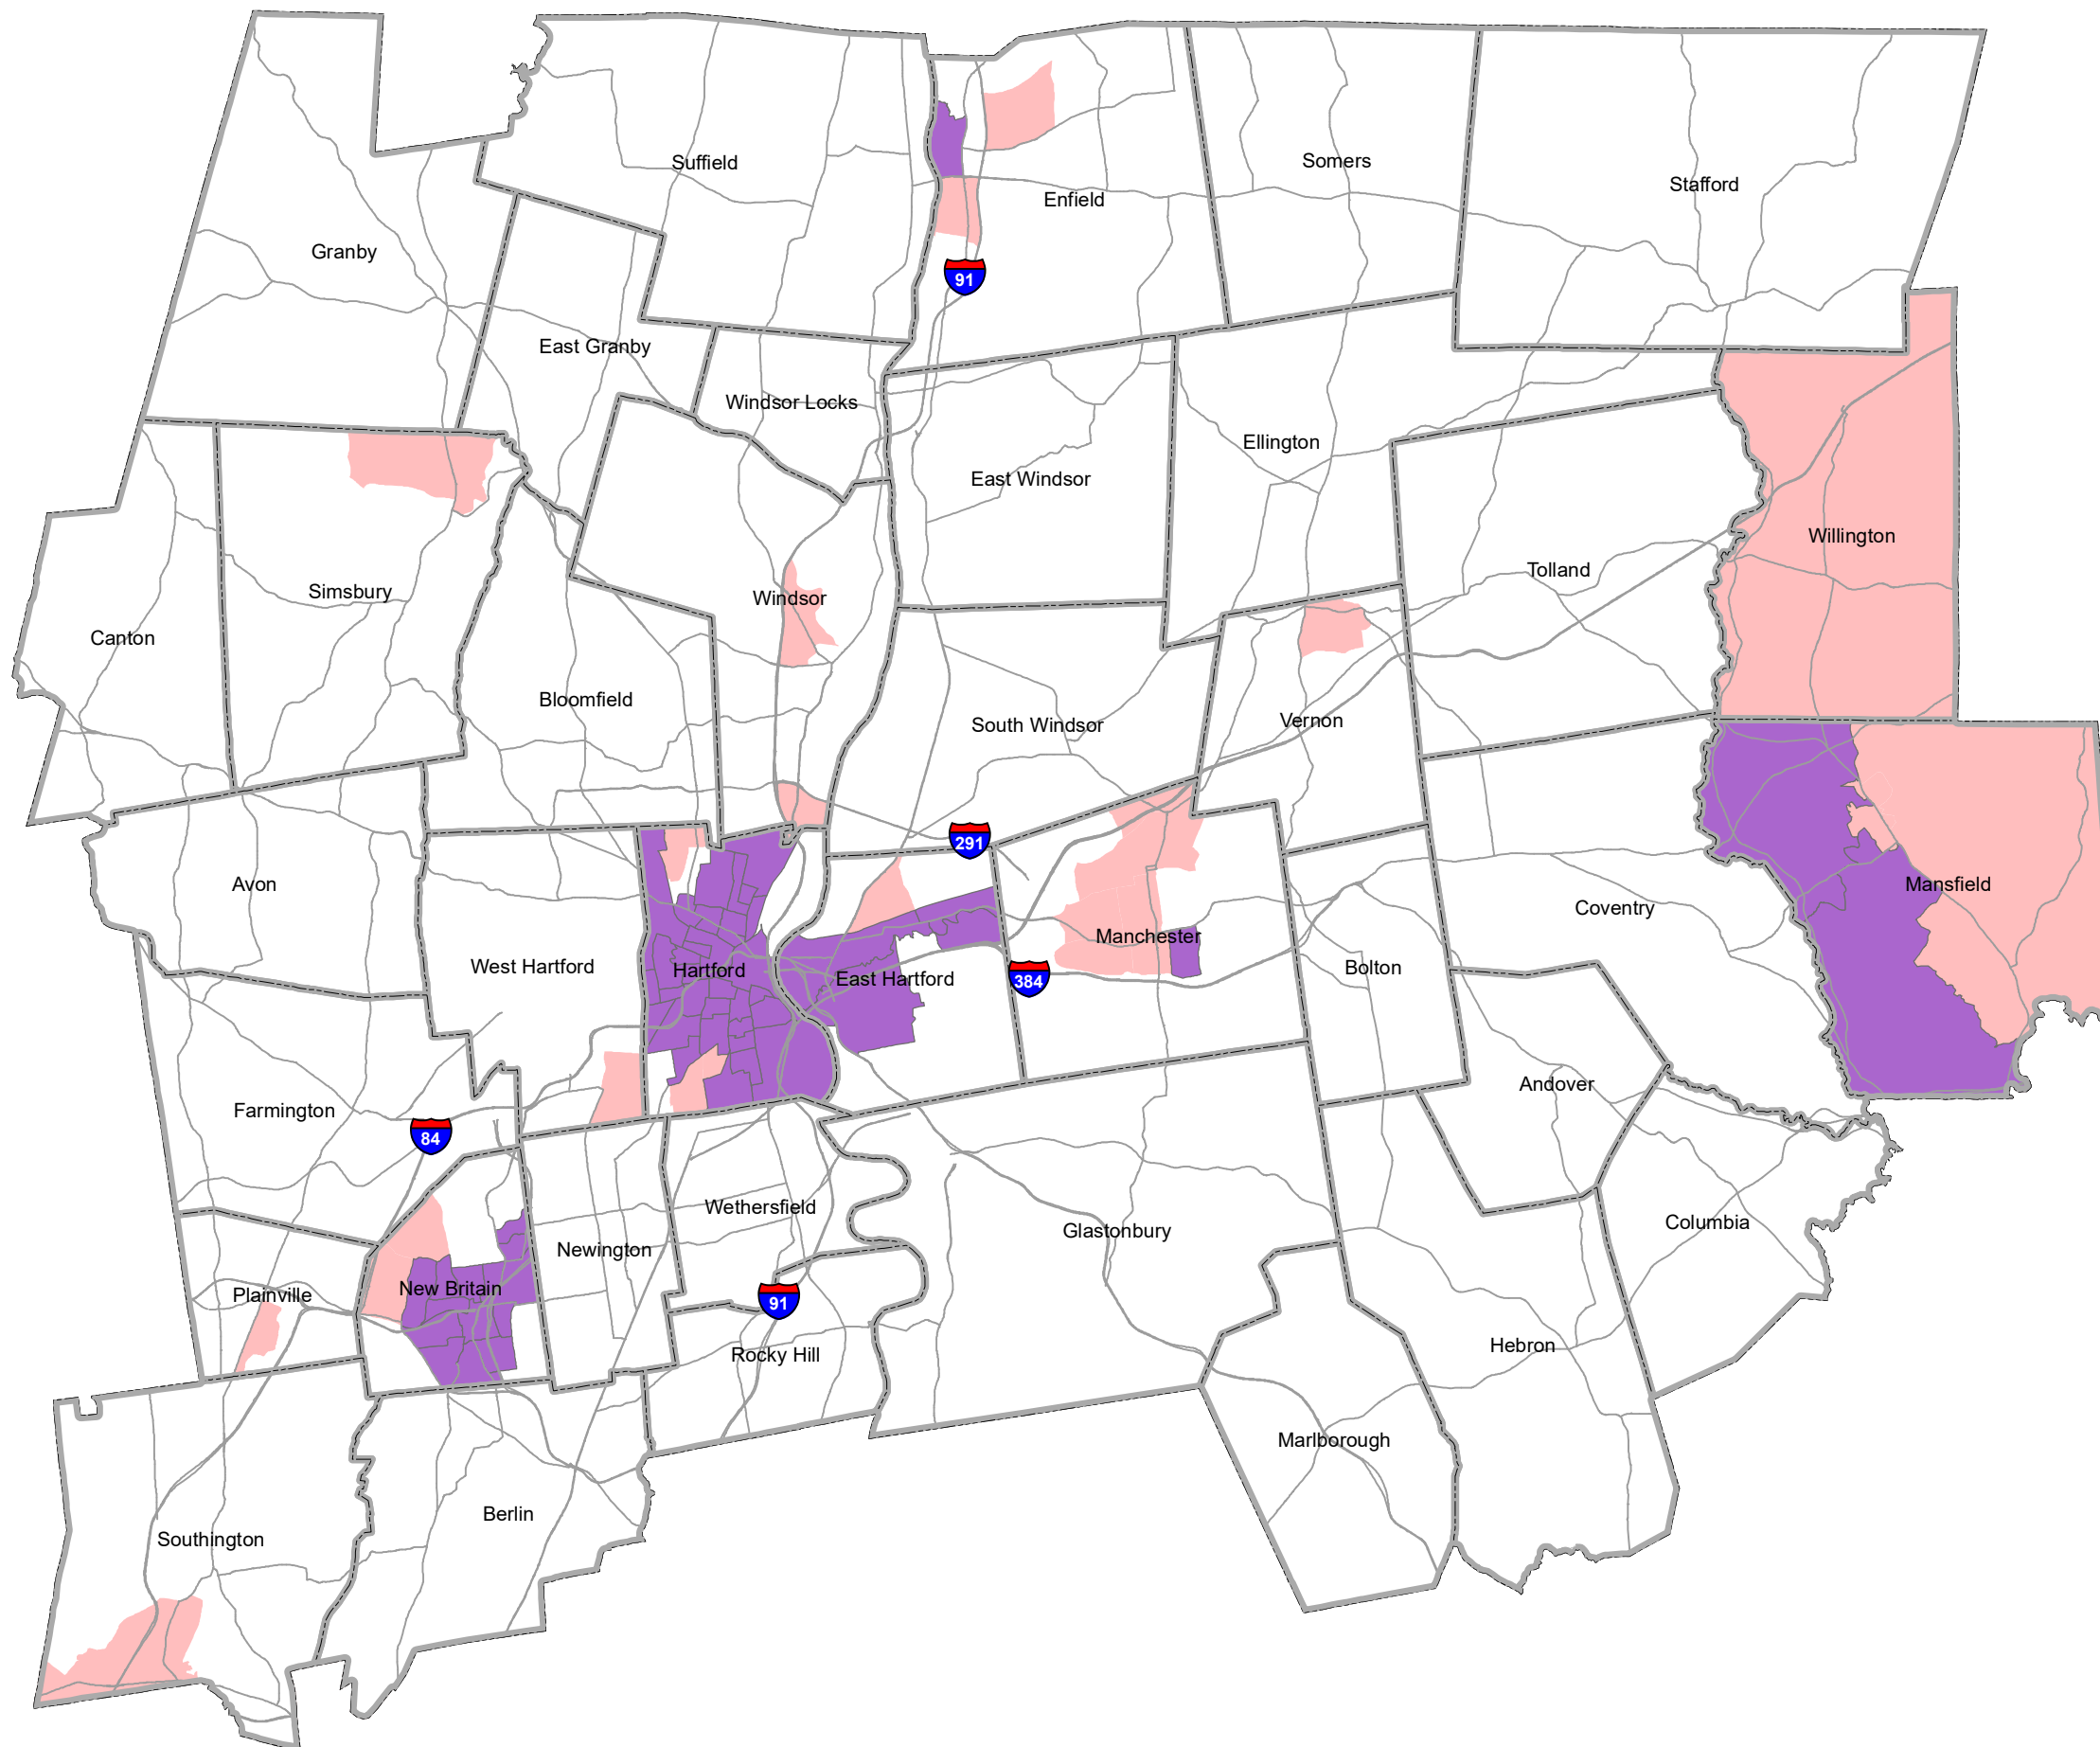 Suffield
Somers
Stafford
Enfield
Granby
91
East Granby
Windsor Locks
Ellington
East Windsor
Willington
Tolland
Simsbury
Windsor
Canton
Bloomfield
South Windsor
Vernon
291
Avon
Mansfield
Coventry
Manchester
West Hartford
Hartford
East Hartford
384
Bolton
Andover
Farmington
84
Wethersfield
Columbia
Glastonbury
Newington
New Britain
Plainville
91
Rocky Hill
Hebron
Marlborough
Berlin
Southington